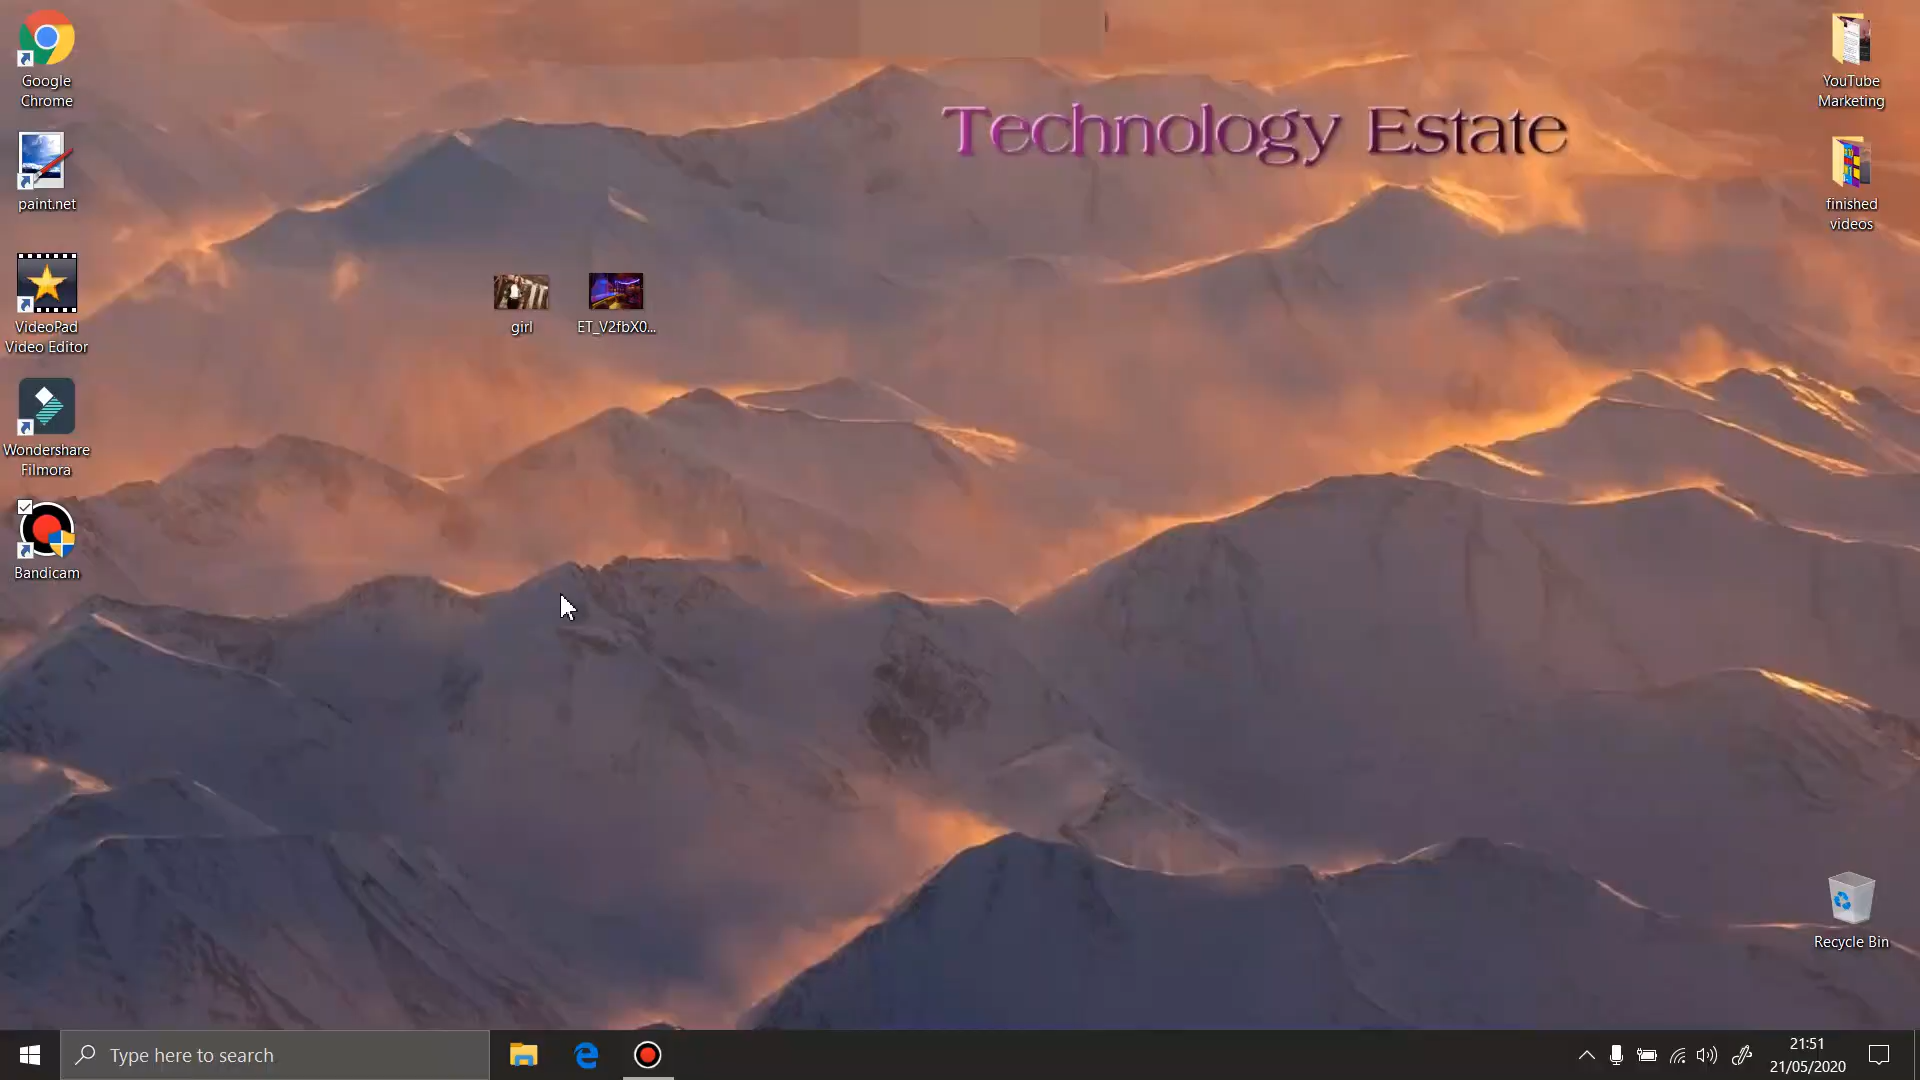 Google
Chrome
paint.net
VideoPad
Video Editor
Wondershare
Filmora
Bandicam
girl
ET_V2fbX0...
Technology Estate
YouTube
Marketing
finished
videos
Recycle Bin
Type here to search
21:51
21/05/2020